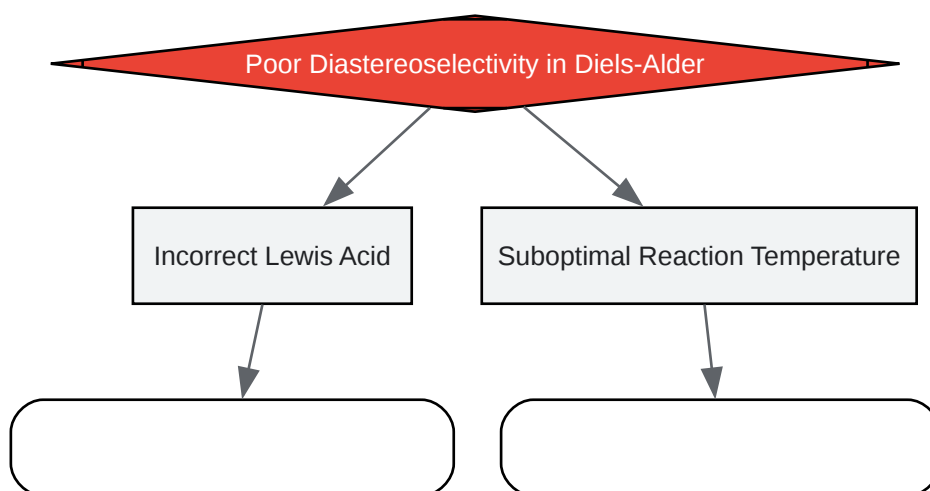 Poor Diastereoselectivity in Diels-Alder
Incorrect Lewis Acid
Suboptimal Reaction Temperature